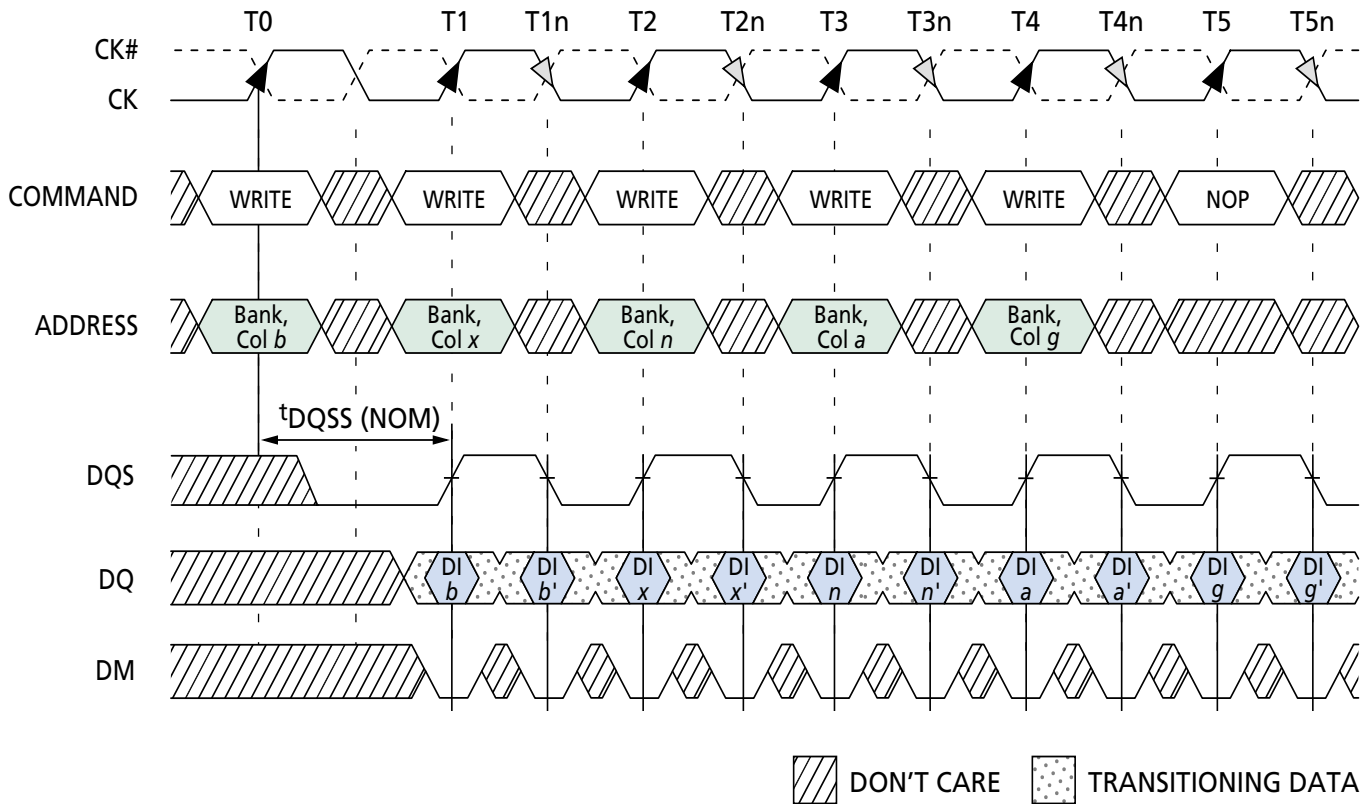 T0 T1 T1n T2 T2n T3 T3n T4 T4n T5 T5n
CK#
CK
COMMAND WRITE WRITE WRITE WRITE WRITE NOP
ADDRESS
Bank, Bank, Bank, Bank, Bank,
Col b Col x Col n Col a Col g
tDQSS (NOM)
DQS
DQ
DI DI DI DI DI DI DI DI DI DI
b b' x x' n n' a a' g g'
DM
DON'T CARE TRANSITIONING DATA